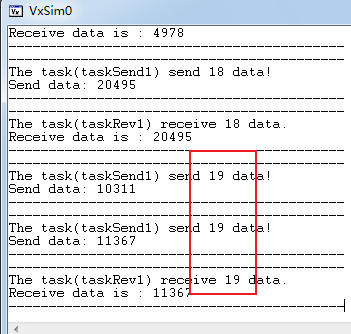 VxSim0
Receive data is : 4978
------------------------------------------------
------------------------------------------------
The task(taskSend1) send 18 data!
Send data: 20495
------------------------------------------------
------------------------------------------------
The task(taskRev1) receive 18 data.
Receive data is : 20495
------------------------------------------------
------------------------------------------------
The task(taskSend1) send 19 data!
Send data: 10311
------------------------------------------------
------------------------------------------------
The task(taskSend1) send 19 data!
Send data: 11367
------------------------------------------------
------------------------------------------------
The task(taskRev1) receive 19 data.
Receive data is : 11367
------------------------------------------------